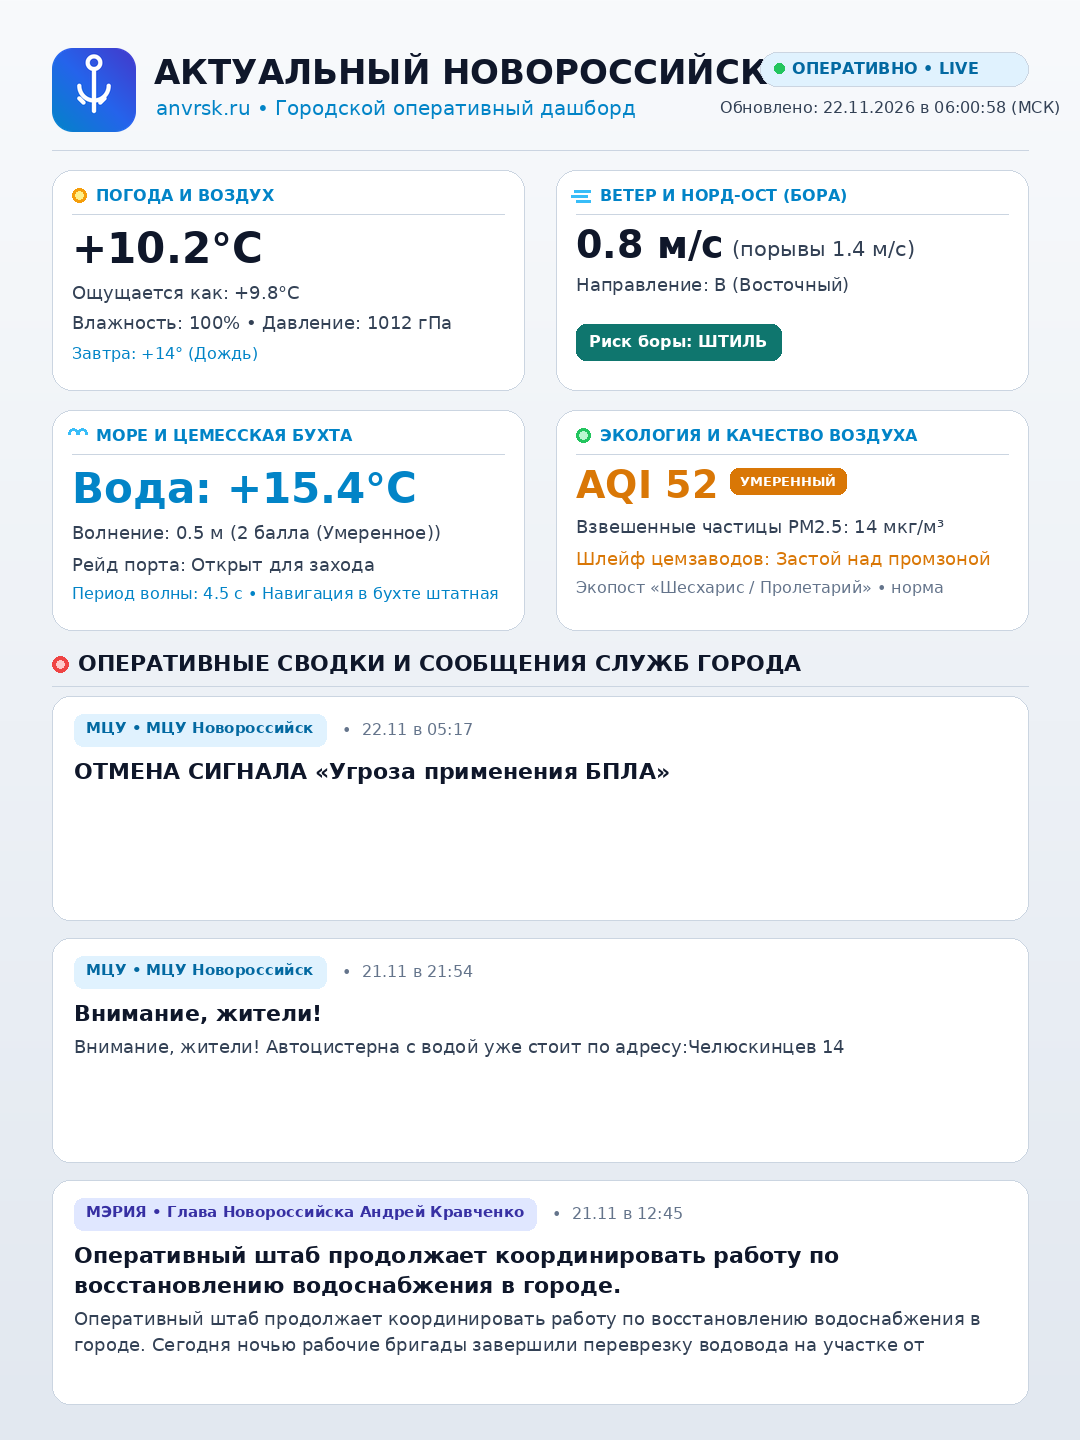 АКТУАЛЬНЫЙ НОВОРОССИЙСК
ОПЕРАТИВНО • LIVE
anvrsk.ru • Городской оперативный дашборд
Обновлено: 22.11.2026 в 06:00:58 (МСК)
ПОГОДА И ВОЗДУХ
+10.2°C
Ощущается как: +9.8°C
Влажность: 100% • Давление: 1012 гПа
Завтра: +14° (Дождь)
ВЕТЕР И НОРД-ОСТ (БОРА)
0.8 м/с (порывы 1.4 м/с)
Направление: В (Восточный)
Риск боры: ШТИЛЬ
МОРЕ И ЦЕМЕССКАЯ БУХТА
Вода: +15.4°C
Волнение: 0.5 м (2 балла (Умеренное))
Рейд порта: Открыт для захода
Период волны: 4.5 с • Навигация в бухте штатная
ЭКОЛОГИЯ И КАЧЕСТВО ВОЗДУХА
AQI 52 УМЕРЕННЫЙ
Взвешенные частицы PM2.5: 14 мкг/м³
Шлейф цемзаводов: Застой над промзоной
Экопост «Шесхарис / Пролетарий» • норма
ОПЕРАТИВНЫЕ СВОДКИ И СООБЩЕНИЯ СЛУЖБ ГОРОДА
МЦУ • МЦУ Новороссийск • 22.11 в 05:17
ОТМЕНА СИГНАЛА «Угроза применения БПЛА»
МЦУ • МЦУ Новороссийск • 21.11 в 21:54
Внимание, жители!
Внимание, жители! Автоцистерна с водой уже стоит по адресу:Челюскинцев 14
МЭРИЯ • Глава Новороссийска Андрей Кравченко • 21.11 в 12:45
Оперативный штаб продолжает координировать работу по
восстановлению водоснабжения в городе.
Оперативный штаб продолжает координировать работу по восстановлению водоснабжения в
городе. Сегодня ночью рабочие бригады завершили переврезку водовода на участке от